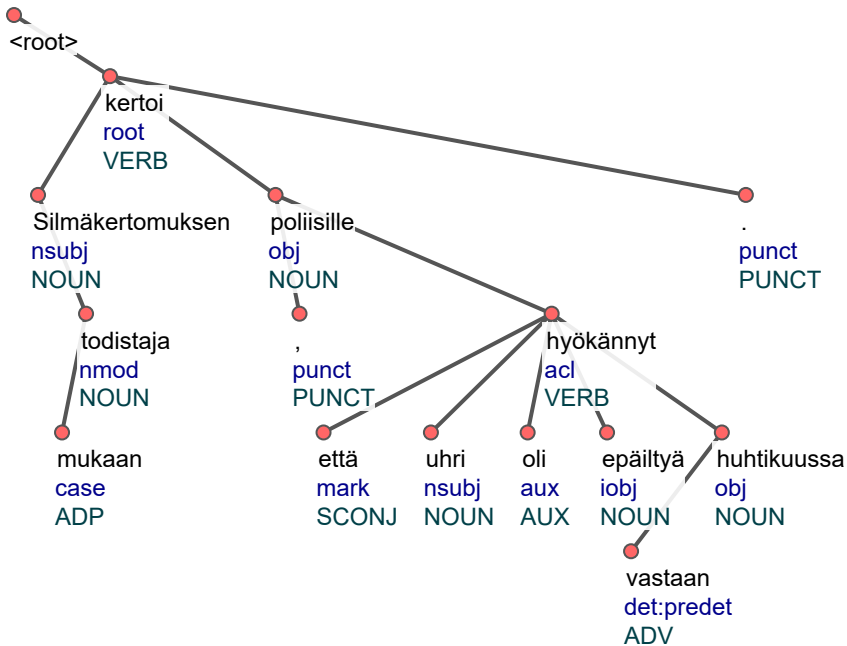 <root>
kertoi
root
VERB
Silmäkertomuksen
nsubj
NOUN
poliisille
obj
NOUN
.
punct
PUNCT
todistaja
nmod
NOUN
,
punct
PUNCT
hyökännyt
acl
VERB
mukaan
case
ADP
että
mark
SCONJ
uhri
nsubj
NOUN
oli
aux
AUX
epäiltyä
iobj
NOUN
huhtikuussa
obj
NOUN
vastaan
det:predet
ADV